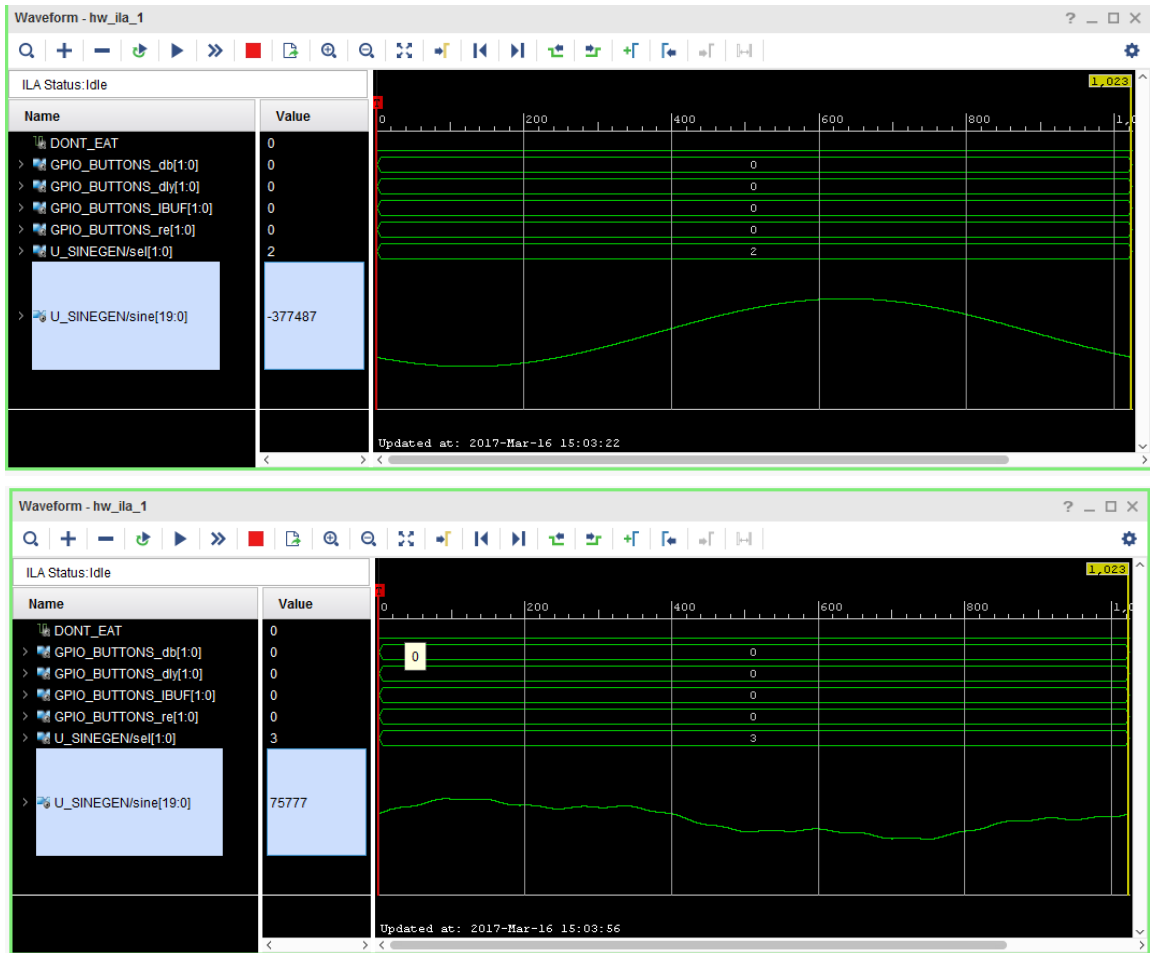 Waveform - hw_ila_1
ILA Status:Idle
Name Value
1,023
0 200 400 600 800 1,0
DONT_EAT 0
GPIO_BUTTONS_db[1:0] 0 0
GPIO_BUTTONS_dly[1:0] 0 0
GPIO_BUTTONS_IBUF[1:0] 0 0
GPIO_BUTTONS_re[1:0] 0 0
U_SINEGEN/sel[1:0] 2 2
U_SINEGEN/sine[19:0] -377487
Updated at: 2017-Mar-16 15:03:22
Waveform - hw_ila_1
ILA Status:Idle
Name Value
1,023
0 200 400 600 800 1,0
DONT_EAT 0
GPIO_BUTTONS_db[1:0] 0 0 0
GPIO_BUTTONS_dly[1:0] 0 0
GPIO_BUTTONS_IBUF[1:0] 0 0
GPIO_BUTTONS_re[1:0] 0 0
U_SINEGEN/sel[1:0] 3 3
U_SINEGEN/sine[19:0] 75777
Updated at: 2017-Mar-16 15:03:56